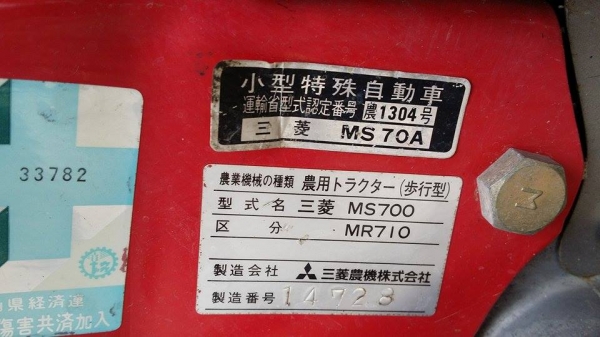 小型特殊自動車
運輸省型式認定番号 農1304号
三菱 MS70A
農業機械の種類 農用トラクター(歩行型)
型式名 三菱 MS700
区分 MR710
製造会社 三菱農機株式会社
製造番号 14723
33782
県経済連
傷害共済加入
M